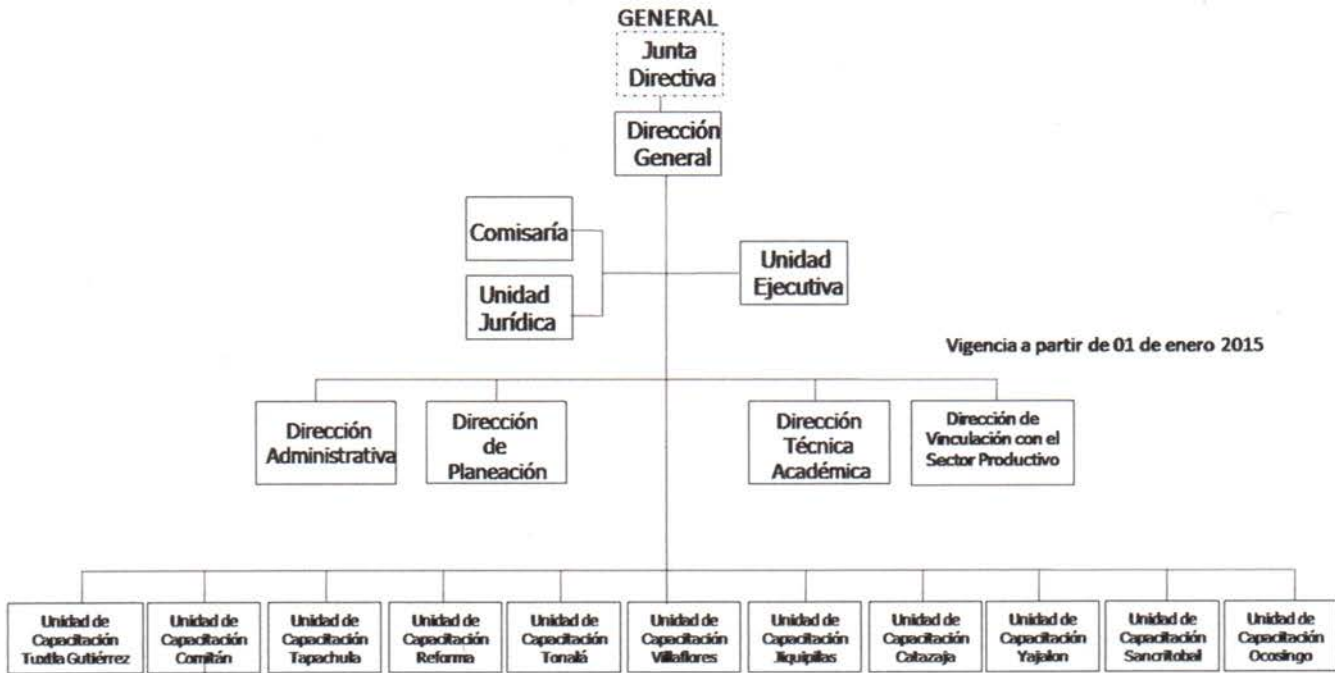 GENERAL
Junta
Directiva
Dirección
General
Comisaría
Unidad
Jurídica
Unidad
Ejecutiva
Vigencia a partir de 01 de enero 2015
Dirección
Administrativa
Dirección
de
Planeación
Dirección
Técnica
Académica
Dirección de
Vinculación con el
Sector Productivo
Unidad de
Capacitación
Tuxtla Gutiérrez
Unidad de
Capacitación
Comitán
Unidad de
Capacitación
Tapachula
Unidad de
Capacitación
Reforma
Unidad de
Capacitación
Tonalá
Unidad de
Capacitación
Villaflores
Unidad de
Capacitación
Jiquipilas
Unidad de
Capacitación
Catazaja
Unidad de
Capacitación
Yajalon
Unidad de
Capacitación
Sancritobal
Unidad de
Capacitación
Ocosingo